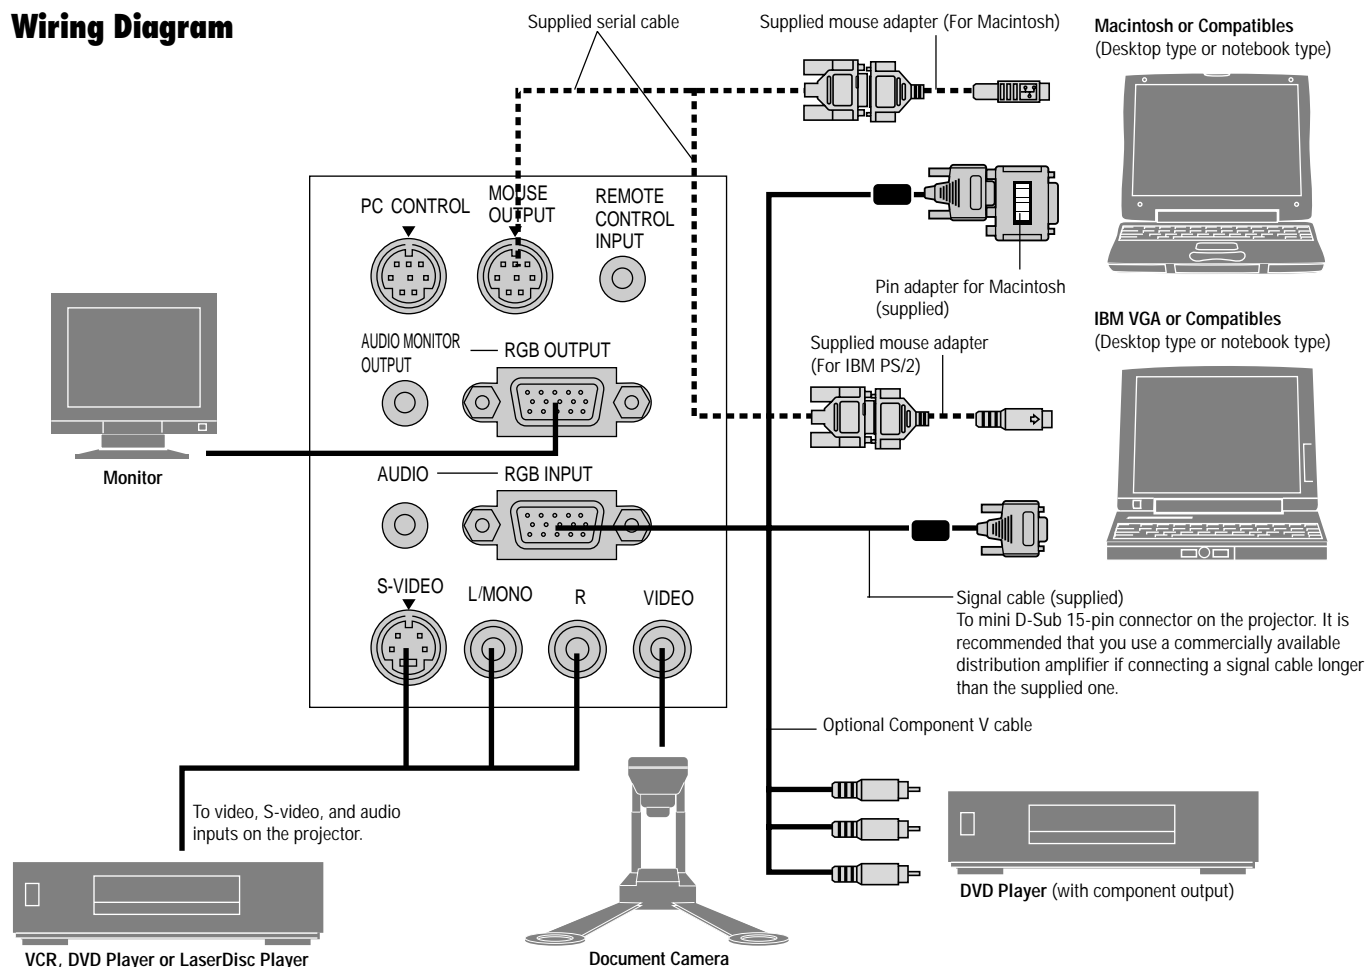 Wiring Diagram
Supplied serial cable
Supplied mouse adapter (For Macintosh)
Macintosh or Compatibles
(Desktop type or notebook type)
PC CONTROL
MOUSE
OUTPUT
REMOTE
CONTROL
INPUT
Pin adapter for Macintosh
(supplied)
IBM VGA or Compatibles
(Desktop type or notebook type)
Supplied mouse adapter
(For IBM PS/2)
AUDIO MONITOR
OUTPUT
RGB OUTPUT
Monitor
AUDIO
RGB INPUT
S-VIDEO
L/MONO
R
VIDEO
Signal cable (supplied)
To mini D-Sub 15-pin connector on the projector. It is
recommended that you use a commercially available
distribution amplifier if connecting a signal cable longer
than the supplied one.
Optional Component V cable
To video, S-video, and audio
inputs on the projector.
DVD Player (with component output)
VCR, DVD Player or LaserDisc Player
Document Camera